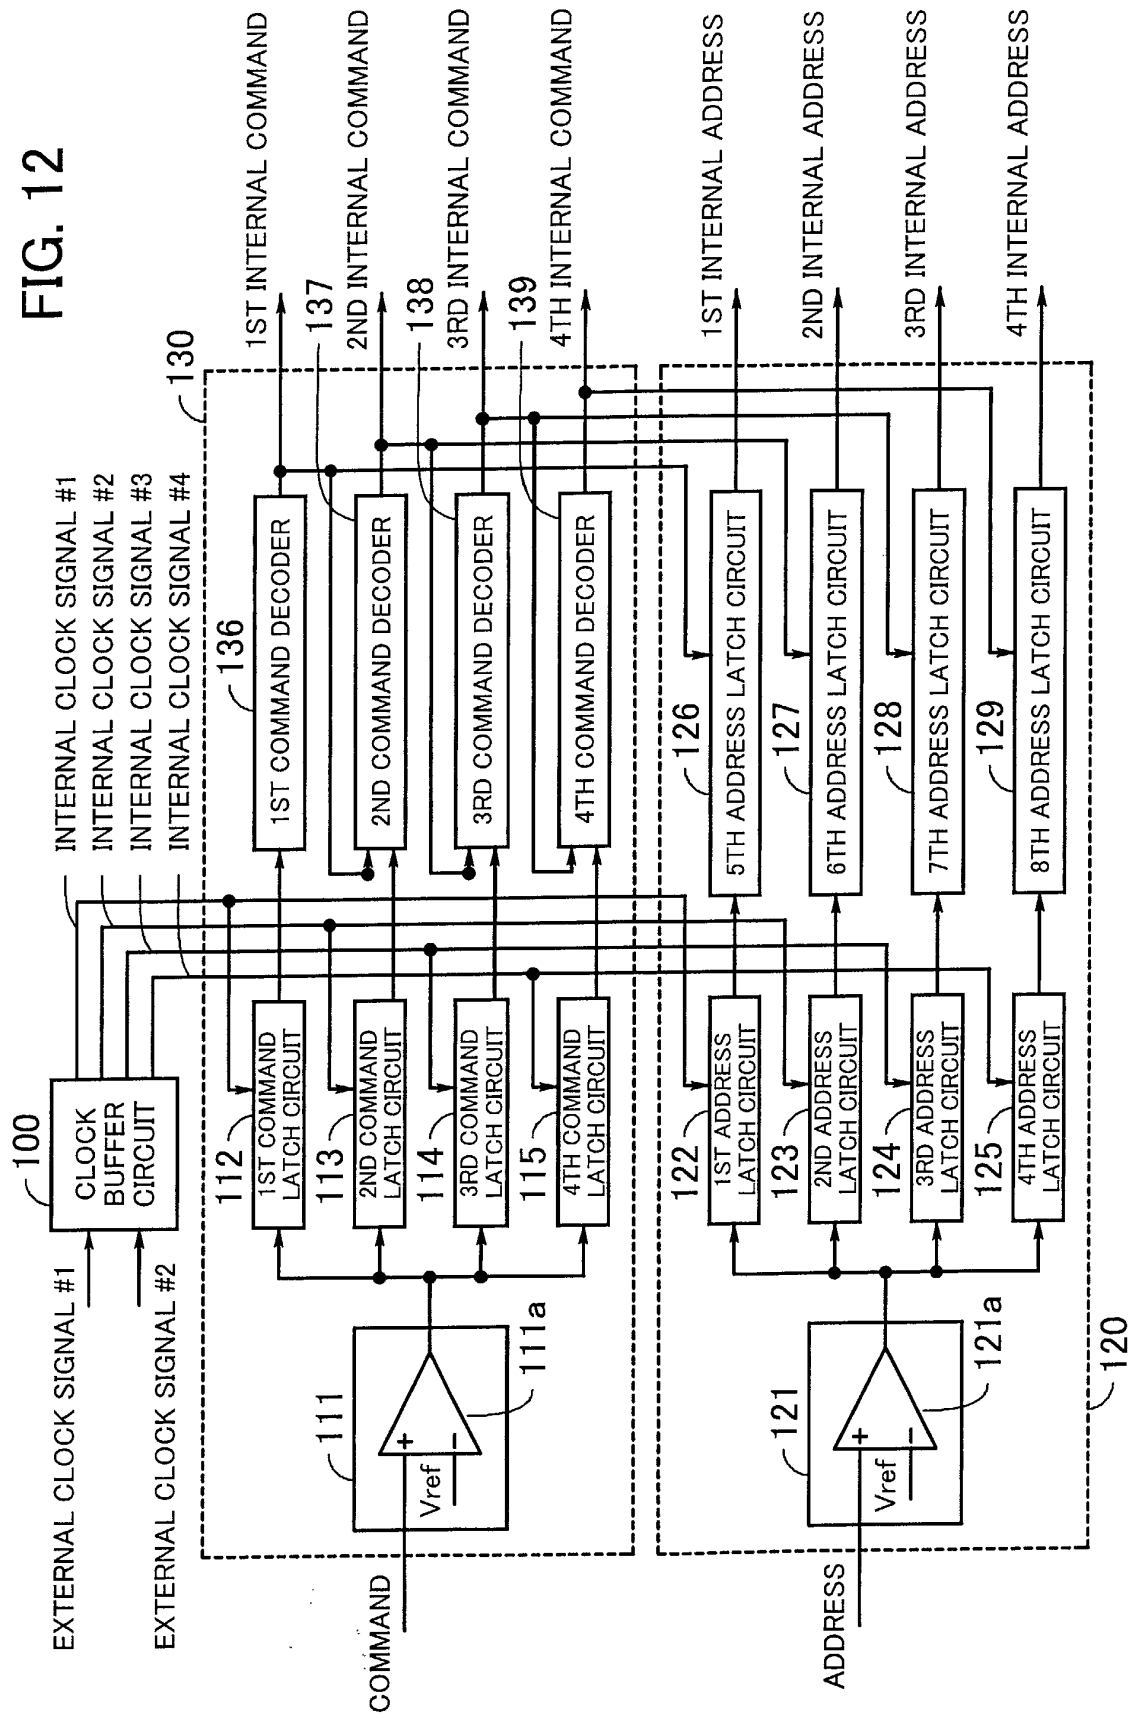 FIG. 12
EXTERNAL CLOCK SIGNAL #1
EXTERNAL CLOCK SIGNAL #2
100
CLOCK
BUFFER
CIRCUIT
INTERNAL CLOCK SIGNAL #1
INTERNAL CLOCK SIGNAL #2
INTERNAL CLOCK SIGNAL #3
INTERNAL CLOCK SIGNAL #4
130
COMMAND
111
Vref
+
−
111a
112
1ST COMMAND
LATCH CIRCUIT
136
1ST COMMAND DECODER
1ST INTERNAL COMMAND
113
2ND COMMAND
LATCH CIRCUIT
2ND COMMAND DECODER
137
2ND INTERNAL COMMAND
114
3RD COMMAND
LATCH CIRCUIT
3RD COMMAND DECODER
138
3RD INTERNAL COMMAND
115
4TH COMMAND
LATCH CIRCUIT
4TH COMMAND DECODER
139
4TH INTERNAL COMMAND
ADDRESS
121
Vref
+
−
121a
122
1ST ADDRESS
LATCH CIRCUIT
126
5TH ADDRESS LATCH CIRCUIT
1ST INTERNAL ADDRESS
123
2ND ADDRESS
LATCH CIRCUIT
127
6TH ADDRESS LATCH CIRCUIT
2ND INTERNAL ADDRESS
124
3RD ADDRESS
LATCH CIRCUIT
128
7TH ADDRESS LATCH CIRCUIT
3RD INTERNAL ADDRESS
125
4TH ADDRESS
LATCH CIRCUIT
129
8TH ADDRESS LATCH CIRCUIT
4TH INTERNAL ADDRESS
120